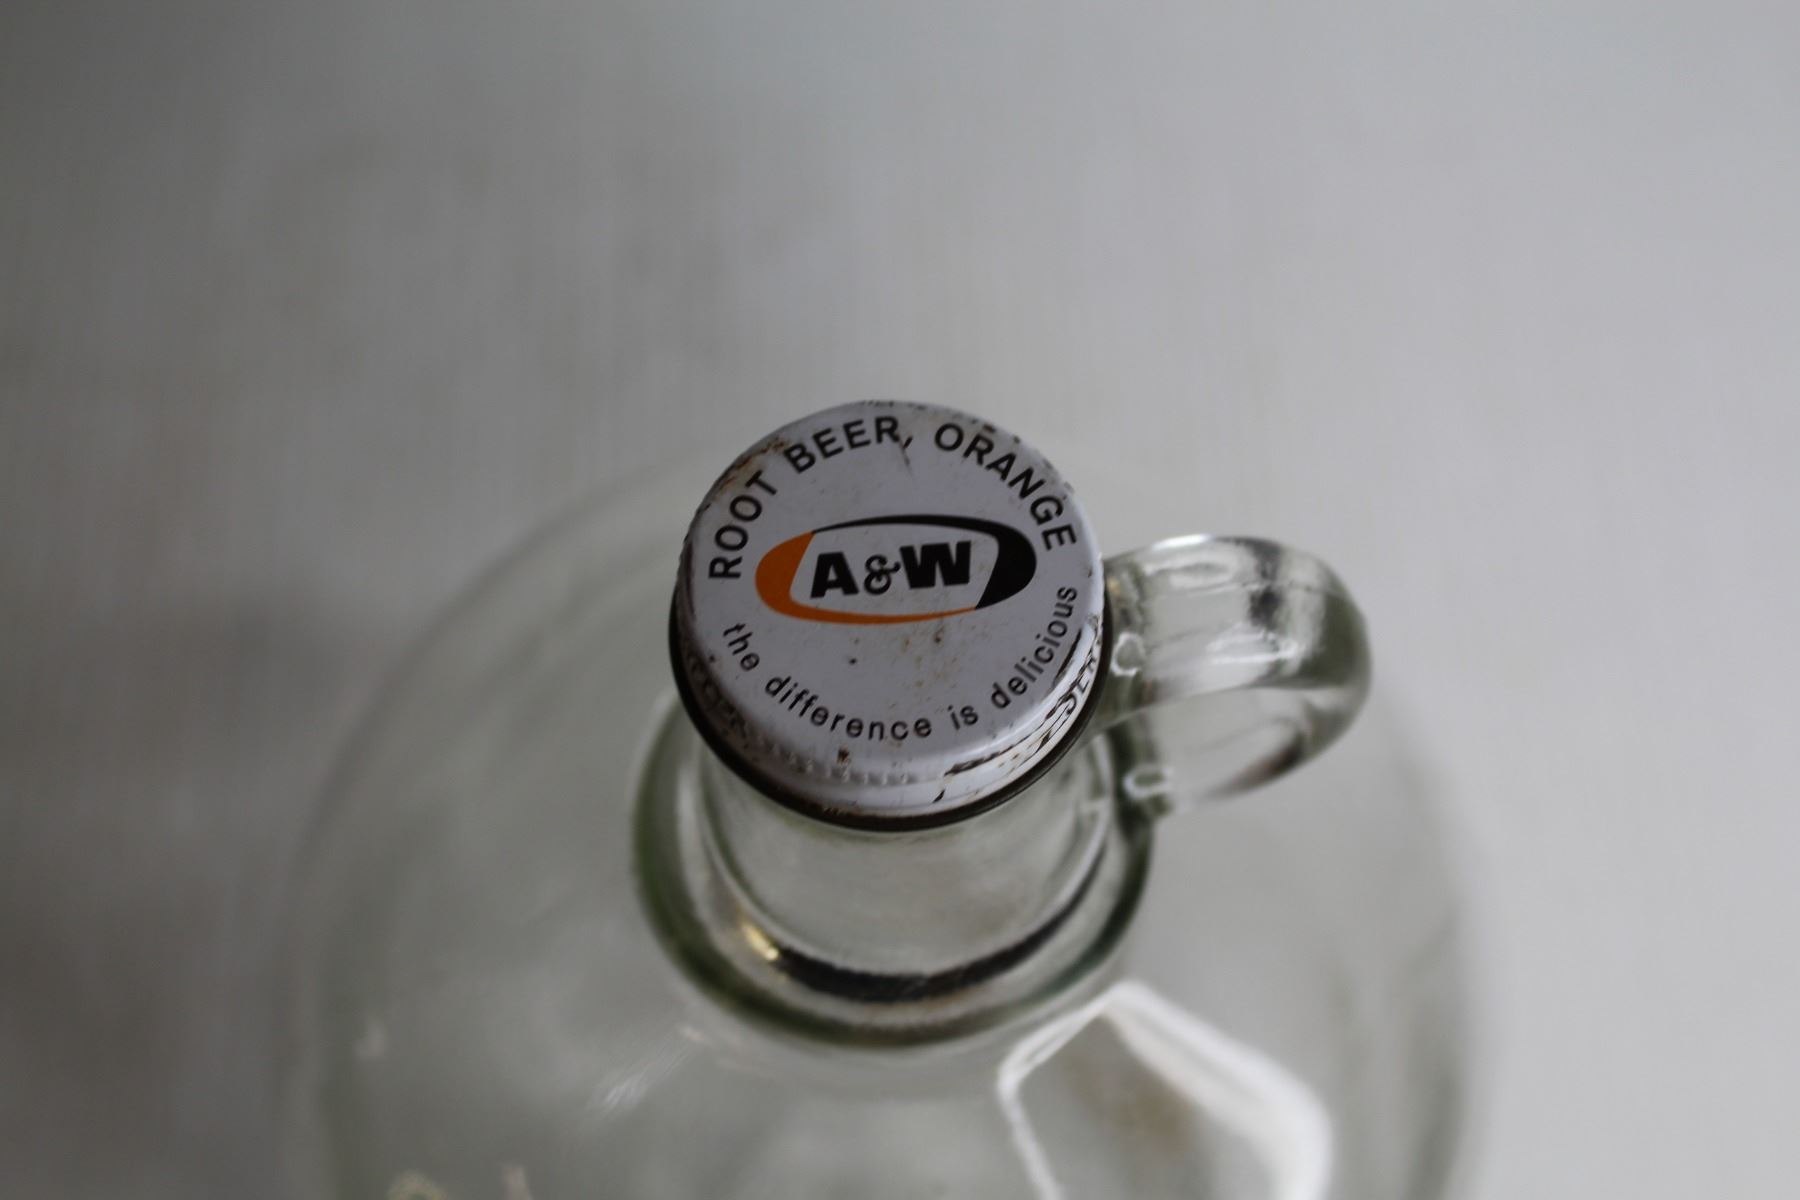 ROOT BEER, ORANGE
A&W
the difference is delicious